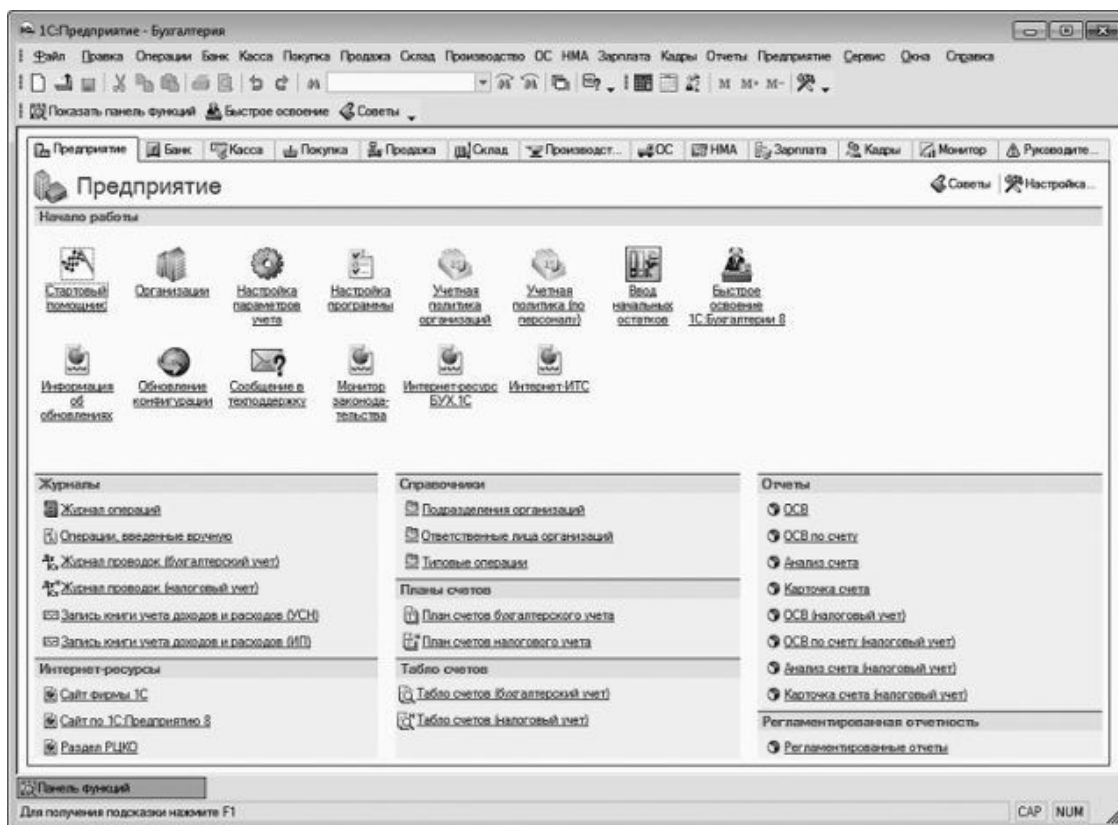 1С:Предприятие - Бухгалтерия
Файл Правка Операции Банк Касса Покупка Продажа Склад Производство ОС НМА Зарплата Кадры Отчеты Предприятие Сервис Окна Справка
M M+ M-
Показать панель функций Быстрое освоение Советы
Предприятие Банк Касса Покупка Продажа Склад Производст... ОС НМА Зарплата Кадры Монитор Руководите...
Предприятие Советы Настройка...
Начало работы
Стартовый помощник
Организации
Настройка параметров учета
Настройка программы
Учетная политика организаций
Учетная политика (по персоналу)
Ввод начальных остатков
Быстрое освоение 1С:Бухгалтерии 8
Информация об обновлениях
Обновление конфигурации
Сообщение в техподдержку
Монитор законода-тельства
Интернет-ресурс БУХ.1С
Интернет-ИТС
Журналы
Журнал операций
Операции, введенные вручную
Журнал проводок (бухгалтерский учет)
Журнал проводок (налоговый учет)
Запись книги учета доходов и расходов (УСН)
Запись книги учета доходов и расходов (ИП)
Интернет-ресурсы
Сайт фирмы 1С
Сайт по 1С:Предприятию 8
Раздел РЦКО
Справочники
Подразделения организаций
Ответственные лица организаций
Типовые операции
Планы счетов
План счетов бухгалтерского учета
План счетов налогового учета
Табло счетов
Табло счетов (бухгалтерский учет)
Табло счетов (налоговый учет)
Отчеты
ОСВ
ОСВ по счету
Анализ счета
Карточка счета
ОСВ (налоговый учет)
ОСВ по счету (налоговый учет)
Анализ счета (налоговый учет)
Карточка счета (налоговый учет)
Регламентированная отчетность
Регламентированные отчеты
Панель функций
Для получения подсказки нажмите F1 CAP NUM